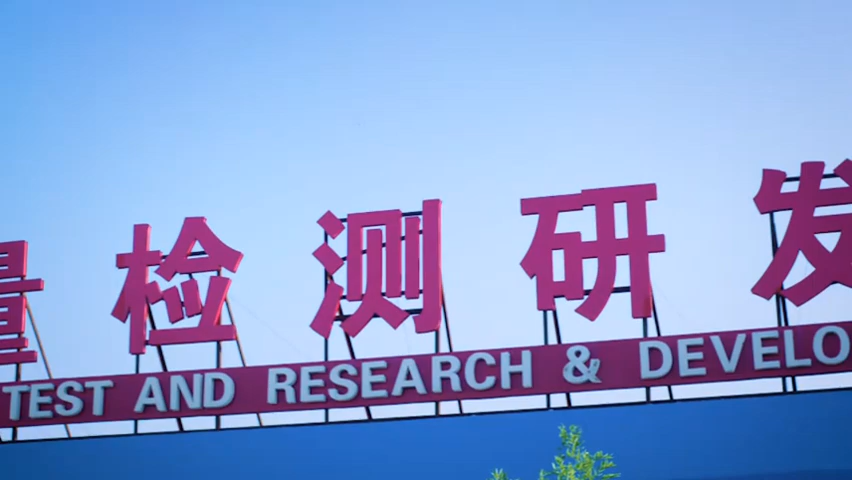 量检测研发
TEST AND RESEARCH & DEVELO